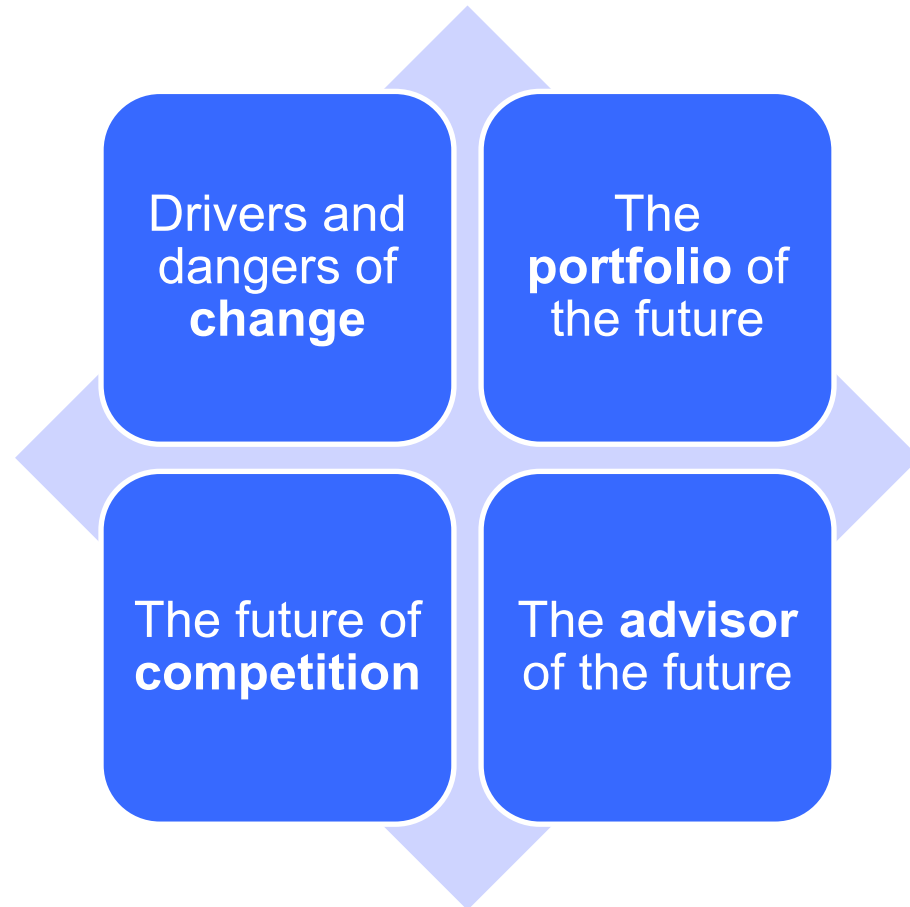 Drivers and
dangers of
change
The
portfolio of
the future
The future of
competition
The advisor
of the future